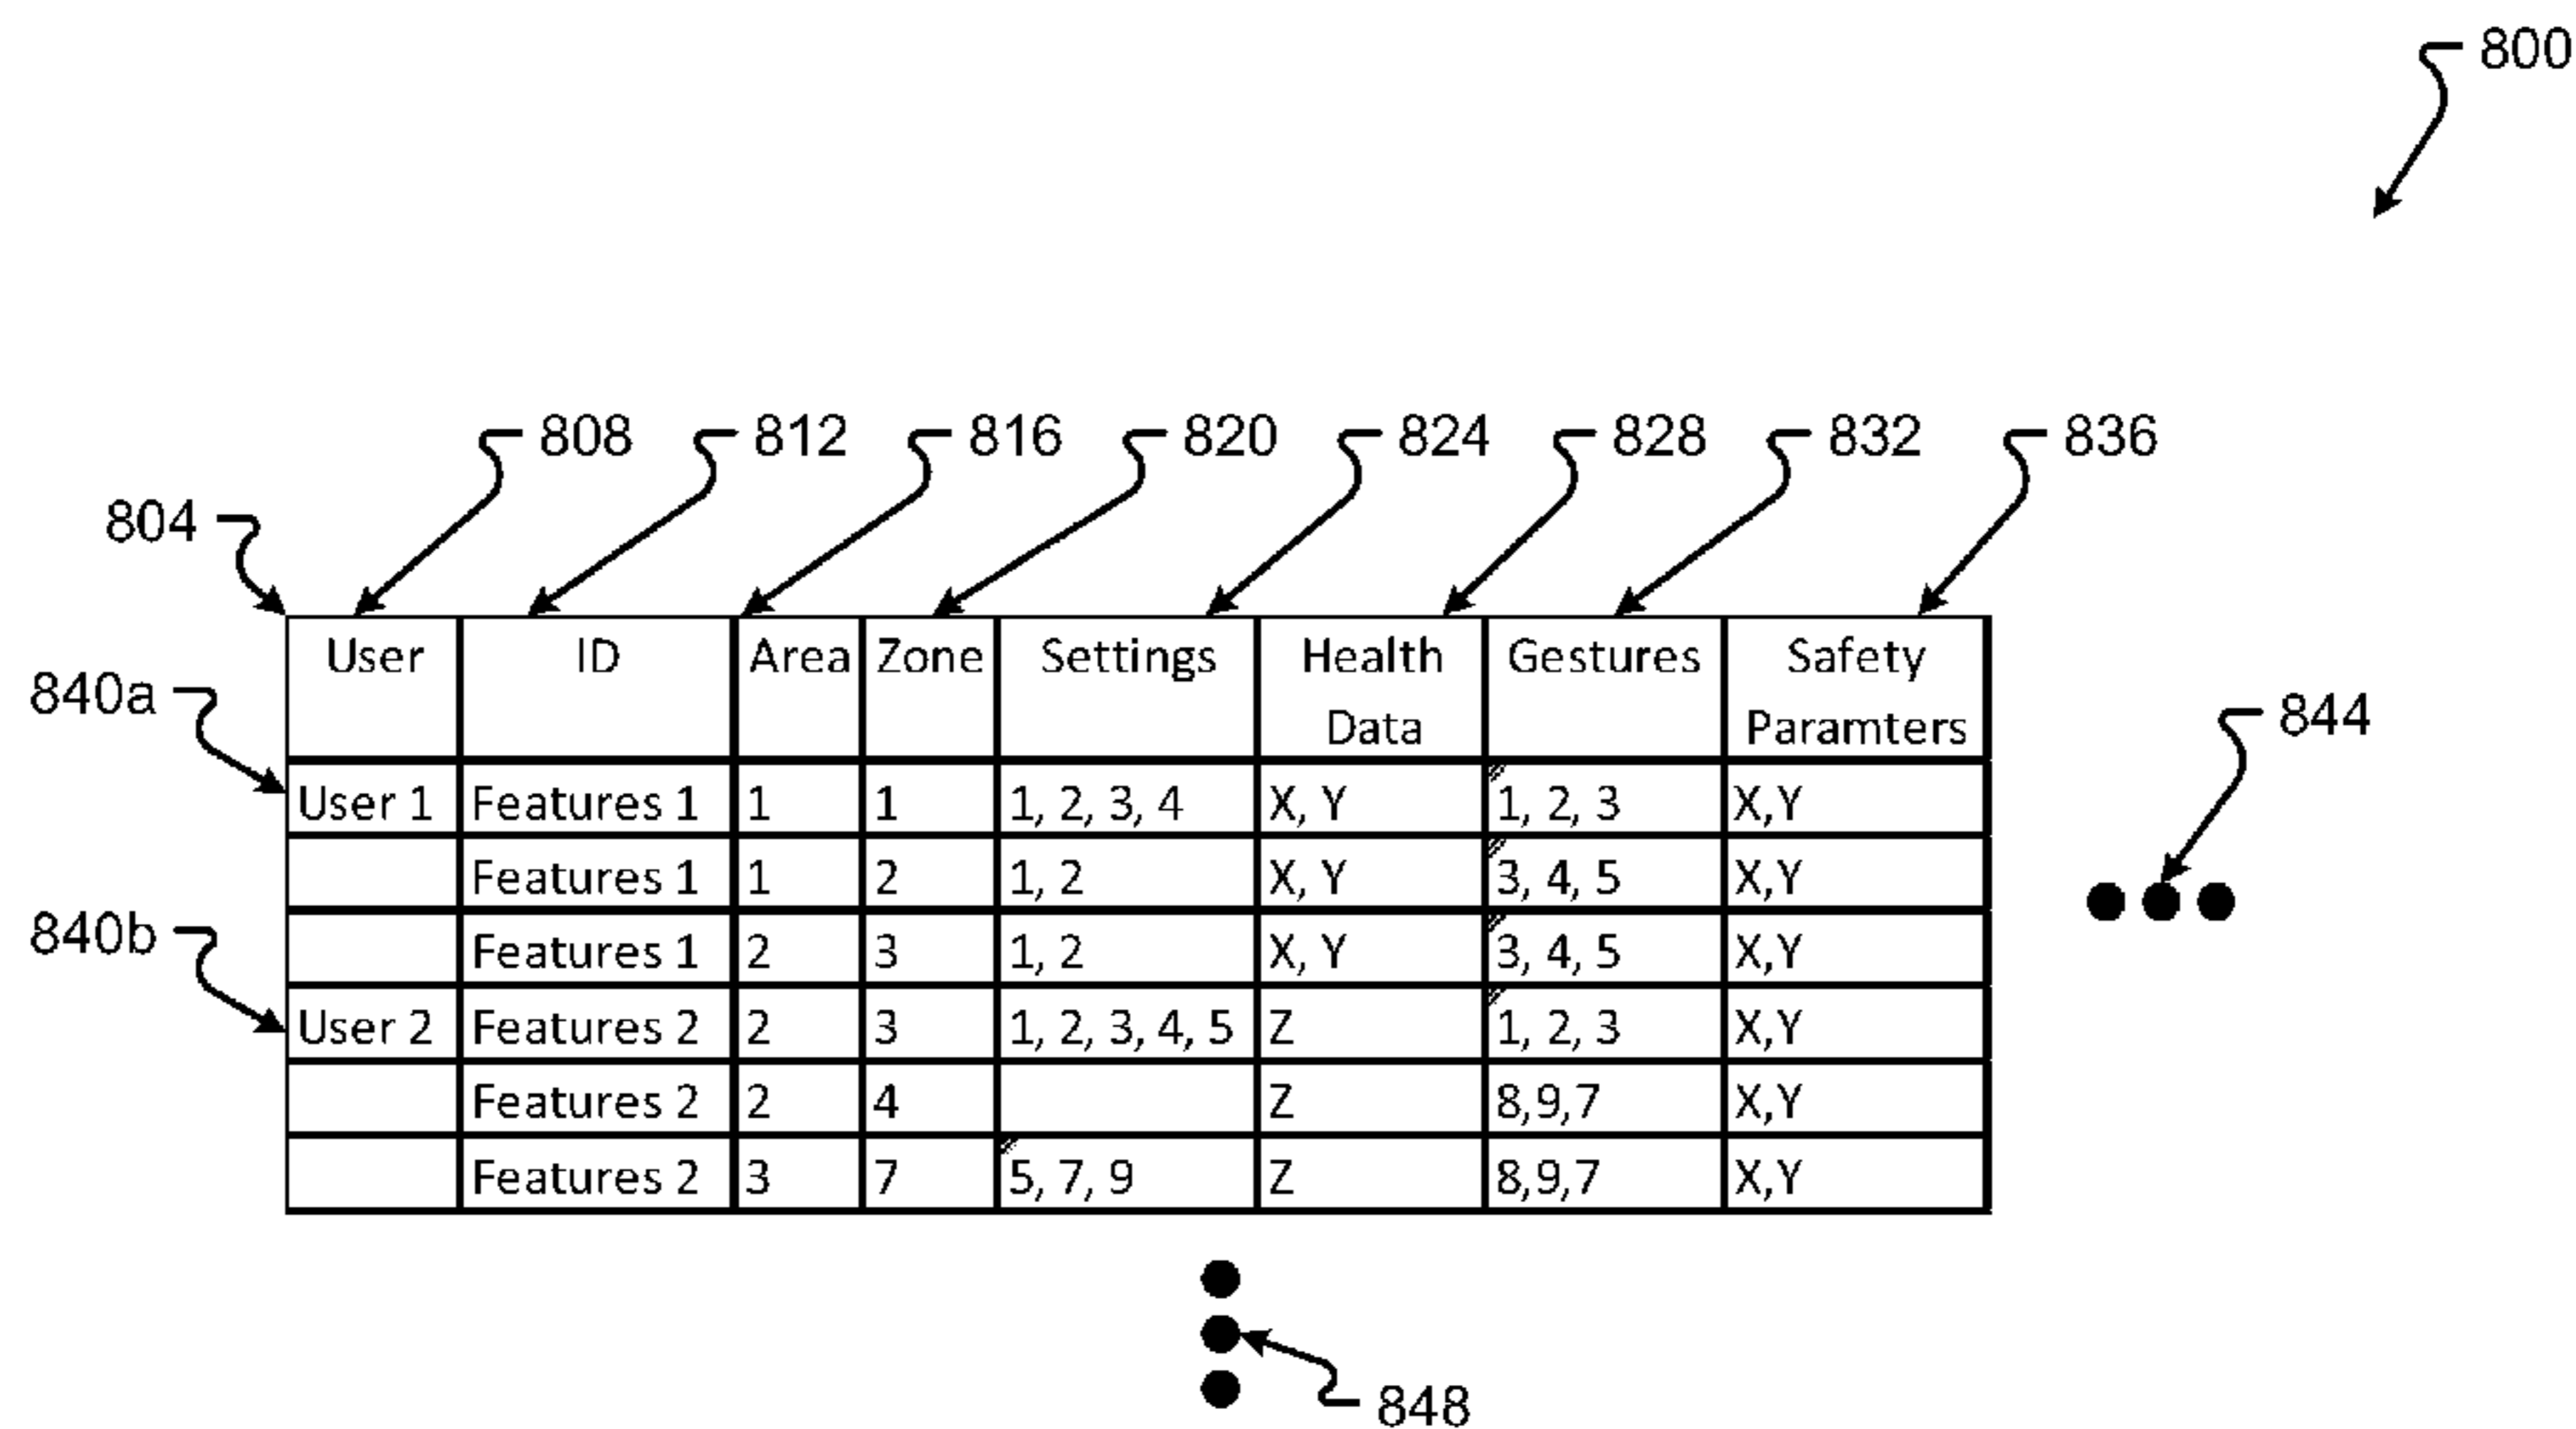 800
808 812 816 820 824 828 832 836
804
User ID Area Zone Settings Health Gestures Safety
Data Paramters
840a
844
User 1 Features 1 1 1 1, 2, 3, 4 X, Y 1, 2, 3 X,Y
Features 1 1 2 1, 2 X, Y 3, 4, 5 X,Y
840b
Features 1 2 3 1, 2 X, Y 3, 4, 5 X,Y
User 2 Features 2 2 3 1, 2, 3, 4, 5 Z 1, 2, 3 X,Y
Features 2 2 4 Z 8,9,7 X,Y
Features 2 3 7 5, 7, 9 Z 8,9,7 X,Y
848